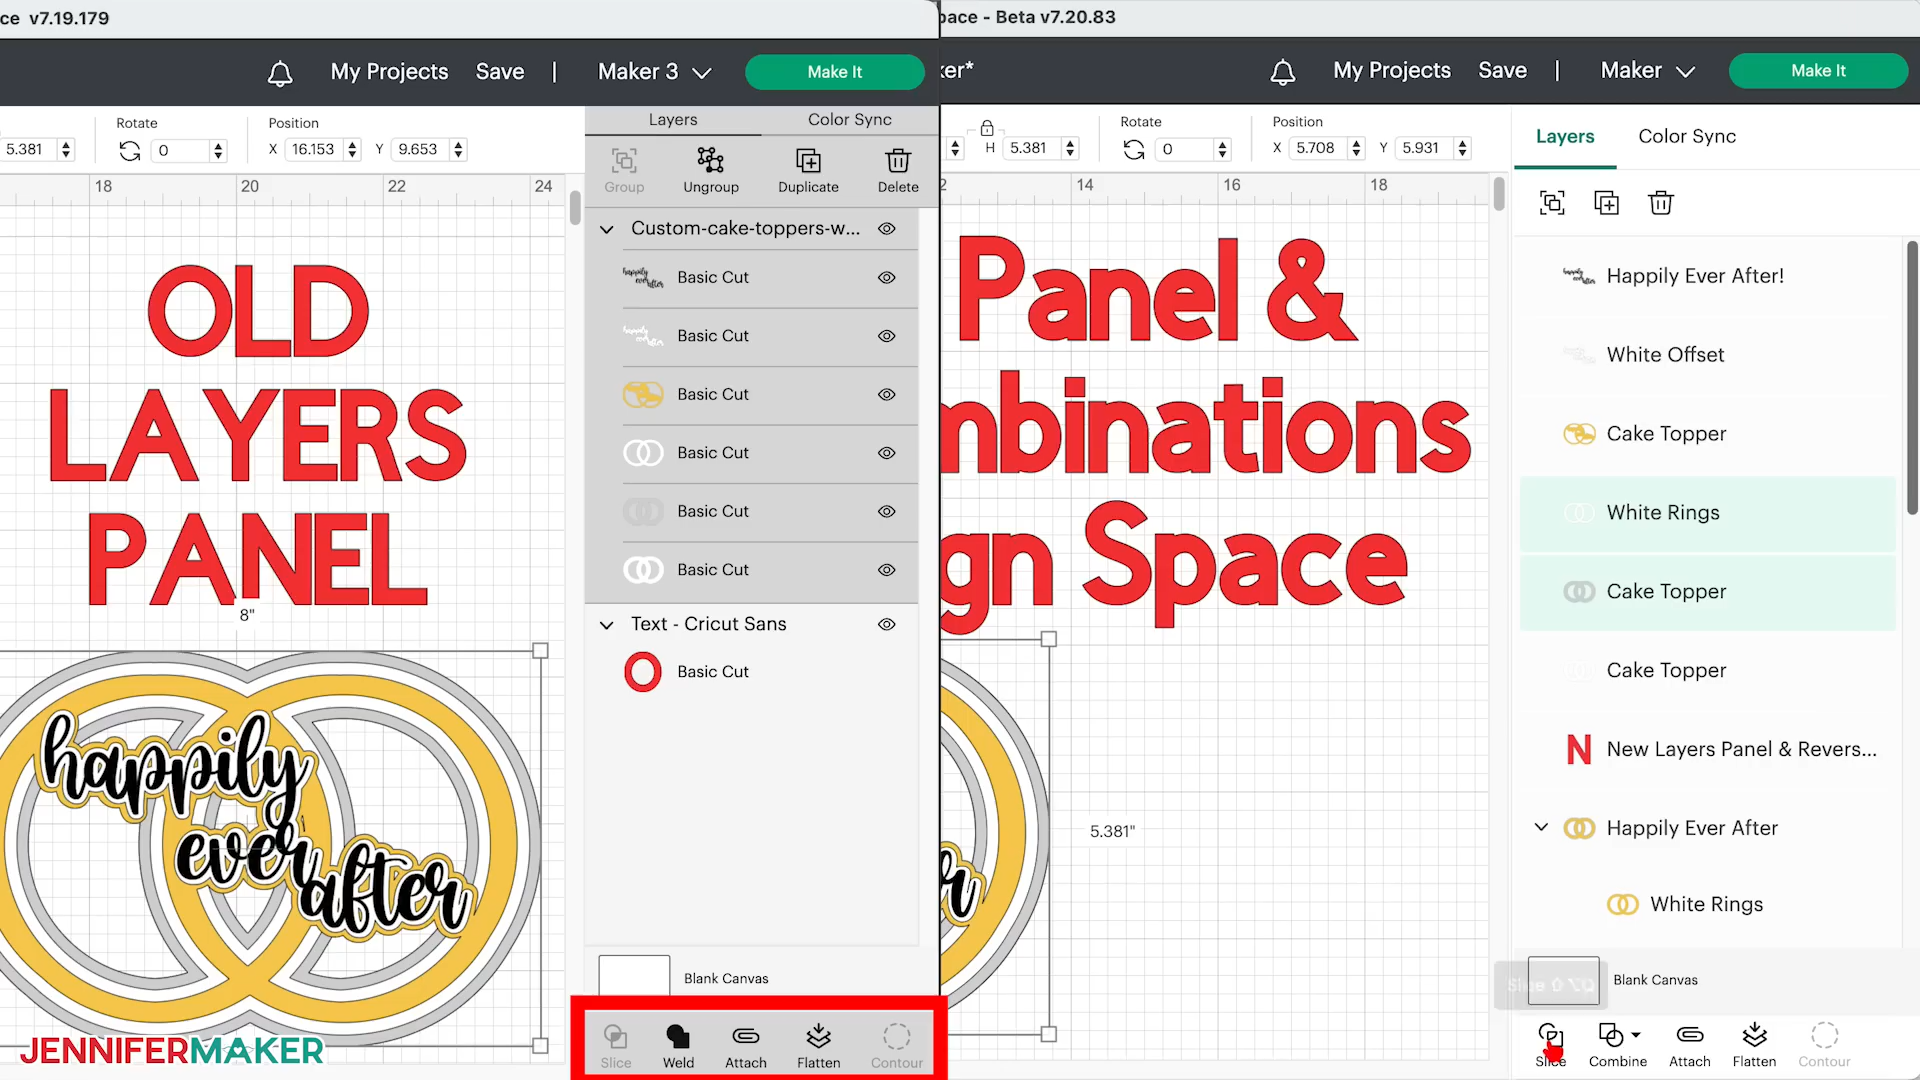 ce v7.19.179
My Projects Save | Maker 3 Make It
5.381
Rotate
0
Position
X 16.153 Y 9.653
18 20 22 24
OLD
LAYERS
PANEL
8"
happily
ever
after
JENNIFERMAKER
Layers Color Sync
Group Ungroup Duplicate Delete
Custom-cake-toppers-w...
happily
ever after
Basic Cut
Basic Cut
Basic Cut
Basic Cut
Basic Cut
Basic Cut
Text - Cricut Sans
Basic Cut
Blank Canvas
Slice Weld Attach Flatten Contour
pace - Beta v7.20.83
ker* My Projects Save | Maker Make It
H 5.381
Rotate
0
Position
X 5.708 Y 5.931
2 14 16 18
Panel &
mbinations
gn Space
5.381"
r
Layers Color Sync
Happily Ever After!
White Offset
Cake Topper
White Rings
Cake Topper
Cake Topper
N New Layers Panel & Revers...
Happily Ever After
White Rings
Blank Canvas
Slice Combine Attach Flatten Contour